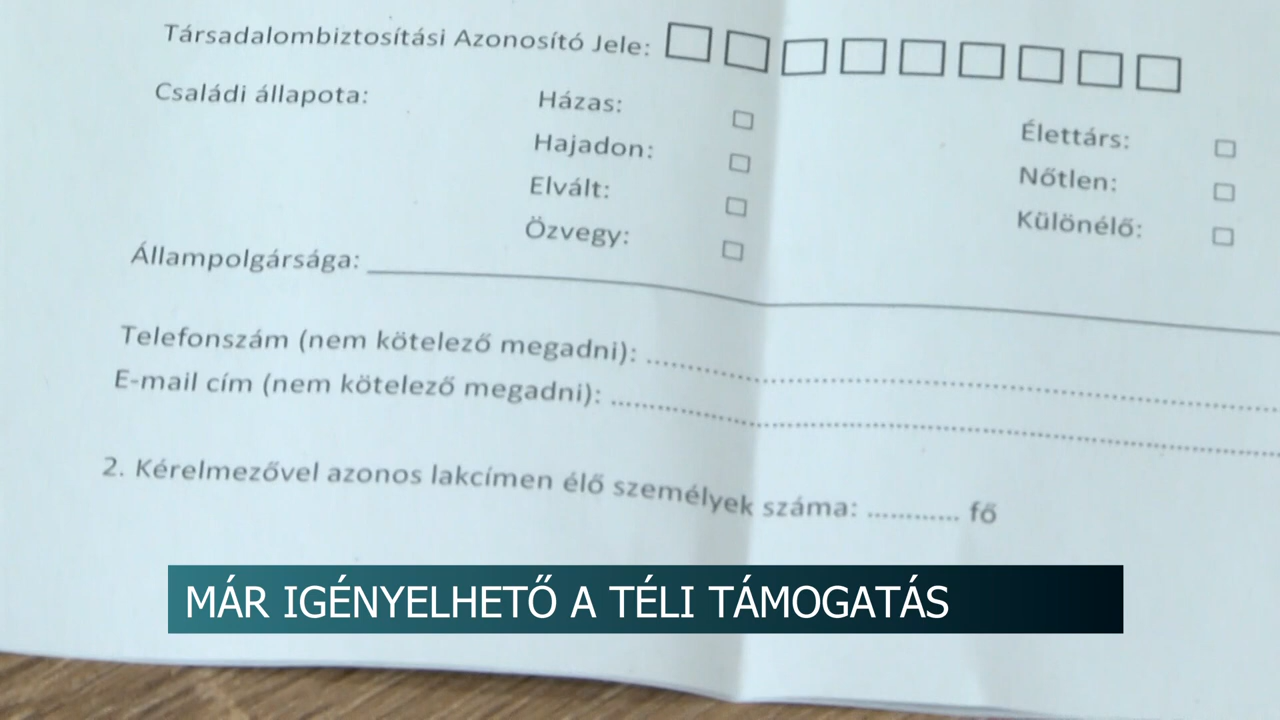 Társadalombiztosítási Azonosító Jele:
Családi állapota:
Házas:
Hajadon:
Elvált:
Özvegy:
Élettárs:
Nőtlen:
Különélő:
Állampolgársága:
Telefonszám (nem kötelező megadni):
E-mail cím (nem kötelező megadni):
2. Kérelmezővel azonos lakcímen élő személyek száma: ............ fő
MÁR IGÉNYELHETŐ A TÉLI TÁMOGATÁS